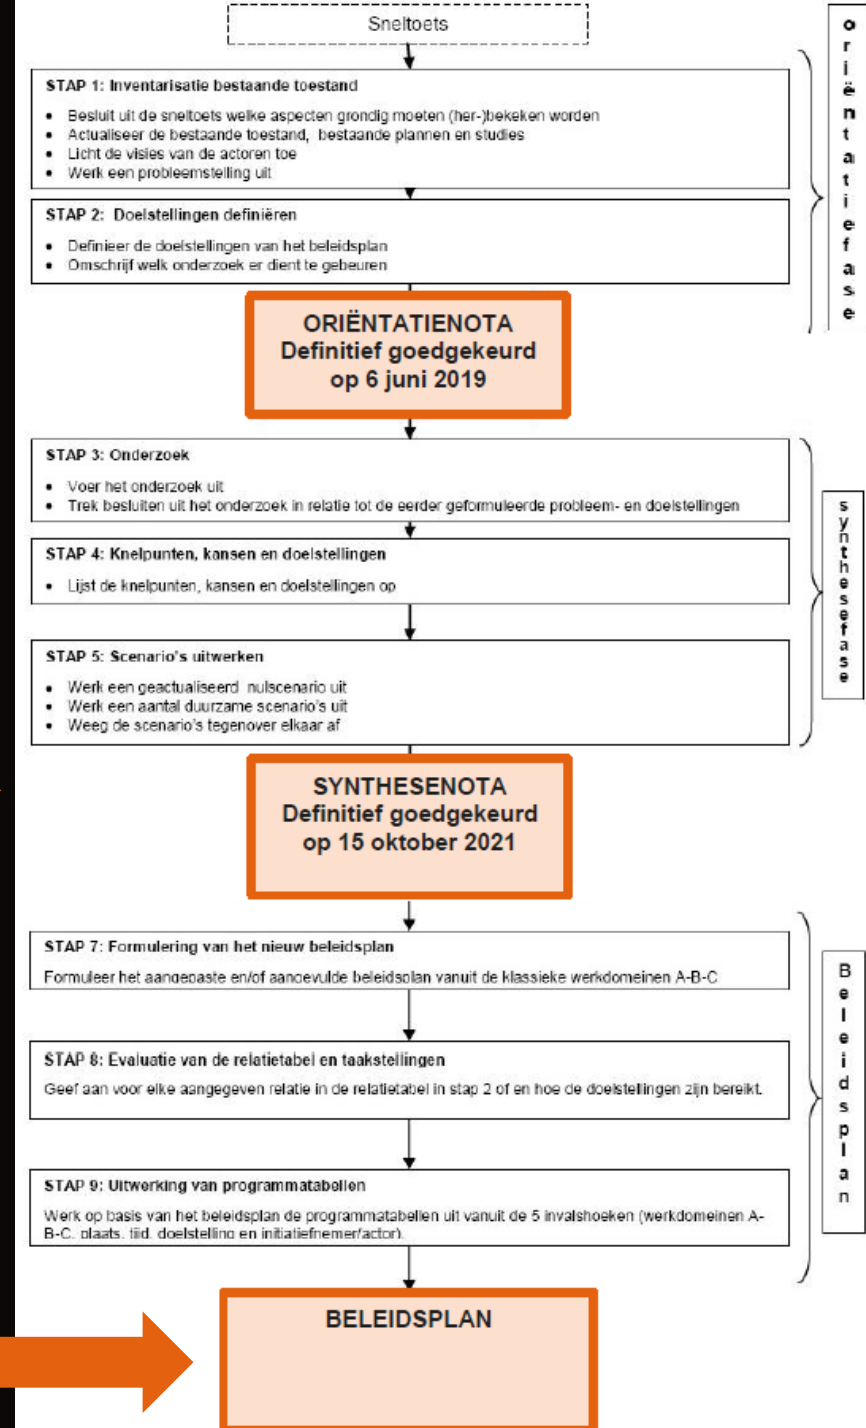 Sneltoets
STAP 1: Inventarisatie bestaande toestand
• Besluit uit de sneltoets welke aspecten grondig moeten (her-)bekeken worden
• Actualiseer de bestaande toestand, bestaande plannen en studies
• Licht de visies van de actoren toe
• Werk een probleemstelling uit
STAP 2: Doelstellingen definiëren
• Definieer de doelstellingen van het beleidsplan
• Omschrijf welk onderzoek er dient te gebeuren
oriëntatiefase
ORIËNTATIENOTA
Definitief goedgekeurd
op 6 juni 2019
STAP 3: Onderzoek
• Voer het onderzoek uit
• Trek besluiten uit het onderzoek in relatie tot de eerder geformuleerde probleem- en doelstellingen
STAP 4: Knelpunten, kansen en doelstellingen
• Lijst de knelpunten, kansen en doelstellingen op
STAP 5: Scenario's uitwerken
• Werk een geactualiseerd nulscenario uit
• Werk een aantal duurzame scenario's uit
• Weeg de scenario's tegenover elkaar af
synthesefase
SYNTHESENOTA
Definitief goedgekeurd
op 15 oktober 2021
STAP 7: Formulering van het nieuw beleidsplan
Formuleer het aangepaste en/of aangevulde beleidsplan vanuit de klassieke werkdomeinen A-B-C
STAP 8: Evaluatie van de relatietabel en taakstellingen
Geef aan voor elke aangegeven relatie in de relatietabel in stap 2 of en hoe de doelstellingen zijn bereikt.
STAP 9: Uitwerking van programmatabellen
Werk op basis van het beleidsplan de programmatabellen uit vanuit de 5 invalshoeken (werkdomeinen A-
B-C, plaats, tijd, doelstelling en initiatiefnemer/actor).
Beleidsplan
BELEIDSPLAN